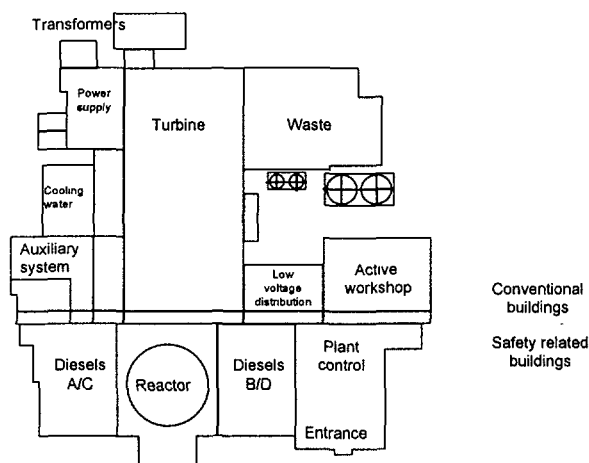 Transformers
Power
supply
Turbine
Waste
Cooling
water
Auxiliary
system
Low
voltage
distribution
Active
workshop
Conventional
buildings
Safety related
buildings
Diesels
A/C
Reactor
Diesels
B/D
Plant
control
Entrance